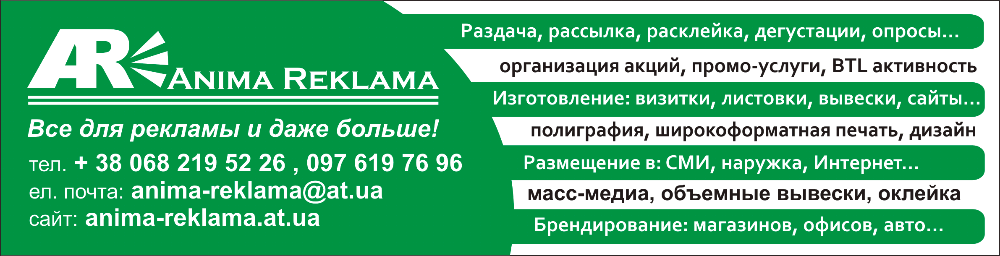 AR
ANIMA REKLAMA
Все для рекламы и даже больше!
тел. + 38 068 219 52 26 , 097 619 76 96
ел. почта: anima-reklama@at.ua
сайт: anima-reklama.at.ua
Раздача, рассылка, расклейка, дегустации, опросы...
организация акций, промо-услуги, BTL активность
Изготовление: визитки, листовки, вывески, сайты...
полиграфия, широкоформатная печать, дизайн
Размещение в: СМИ, наружка, Интернет...
масс-медиа, объемные вывески, оклейка
Брендирование: магазинов, офисов, авто...